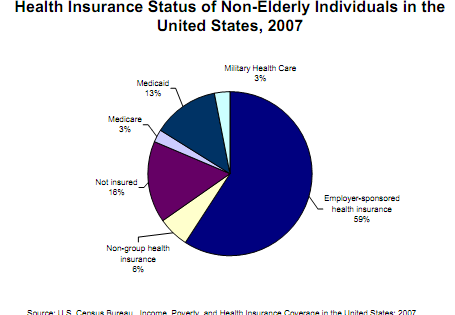 Health Insurance Status of Non-Elderly Individuals in the
United States, 2007
Military Health Care
3%
Medicaid
13%
Medicare
3%
Not insured
16%
Employer-sponsored
health insurance
59%
Non-group health
insurance
6%
Source: U.S. Census Bureau, Income, Poverty, and Health Insurance Coverage in the United States: 2007